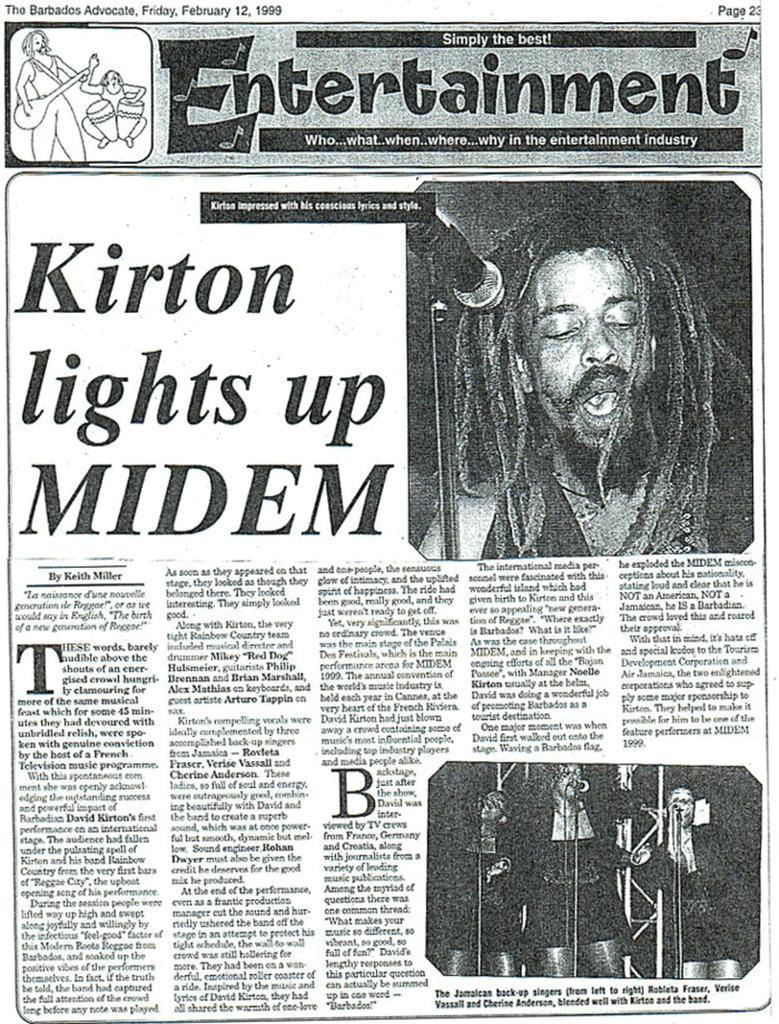 The Barbados Advocate, Friday, February 12, 1999
Page 23
Simply the best!
Entertainment
Who...what..when..where...why in the entertainment industry
Kirton impressed with his conscious lyrics and style.
Kirton
lights up
MIDEM
By Keith Miller
"La naissance d'une nouvelle
generation de Reggae!", or as we
would say in English, "The birth
of a new generation of Reggae!"
THESE words, barely
audible above the
shouts of an ener-
gised crowd hungri-
ly clamouring for
more of the same musical
feast which for some 45 minu-
tes they had devoured with
unbridled relish, were spo-
ken with genuine conviction
by the host of a French
Television music programme.
With this spontaneous com-
ment she was openly acknowl-
edging the outstanding success
and powerful impact of
Barbadian David Kirton's first
performance on an international
stage. The audience had fallen
under the pulsating spell of
Kirton and his band Rainbow
Country from the very first bars
of "Reggae City", the upbeat
opening song of his performance.
During the session people were
lifted way up high and swept
along joyfully and willingly by
the infectious "feel-good" factor of
this Modern Roots Reggae from
Barbados, and soaked up the
positive vibes of the performers
themselves. In fact, if the truth
be told, the band had captured
the full attention of the crowd
long before any note was played.
As soon as they appeared on that
stage, they looked as though they
belonged there. They looked
interesting. They simply looked
good.
Along with Kirton, the very
tight Rainbow Country team
included musical director and
drummer Mikey "Red Dog"
Hulsmeier, guitarists Philip
Brennan and Brian Marshall,
Alex Mathias on keyboards, and
guest artiste Arturo Tappin on
sax.
Kirton's compelling vocals were
ideally complemented by three
accomplished back-up singers
from Jamaica — Rovleta
Fraser, Verise Vassall and
Cherine Anderson. These
ladies, so full of soul and energy,
were outrageously good, combin-
ing beautifully with David and
the band to create a superb
sound, which was at once power-
ful but smooth, dynamic but mel-
low. Sound engineer Rohan
Dwyer must also be given the
credit he deserves for the good
mix he produced.
At the end of the performance,
even as a frantic production
manager cut the sound and hur-
riedly ushered the band off the
stage in an attempt to protect his
tight schedule, the wall-to-wall
crowd was still hollering for
more. They had been on a won-
derful, emotional roller coaster of
a ride. Inspired by the music and
lyrics of David Kirton, they had
all shared the warmth of one-love
and one-people, the sensuous
glow of intimacy, and the uplifted
spirit of happiness. The ride had
been good, really good, and they
just weren't ready to get off.
Yet, very significantly, this was
no ordinary crowd. The venue
was the main stage of the Palais
Des Festivals, which is the main
performance arena for MIDEM
1999. The annual convention of
the world's music industry is
held each year in Cannes, at the
very heart of the French Riviera.
David Kirton had just blown
away a crowd containing some of
music's most influential people,
including top industry players
and media people alike.
Backstage,
just after
the show,
David was
inter-
viewed by TV crews
from France, Germany
and Croatia, along
with journalists from a
variety of leading
music publications.
Among the myriad of
questions there was
one common thread:
"What makes your
music so different, so
vibrant, so good, so
full of fun?" David's
lengthy responses to
this particular question
can actually be summed
up in one word —
"Barbados!"
The international media per-
sonnel were fascinated with this
wonderful island which had
given birth to Kirton and this
ever so appealing "new genera-
tion of Reggae". "Where exactly
is Barbados? What is it like?"
As was the case throughout
MIDEM, and in keeping with the
ongoing efforts of all the "Bajan
Posse", with Manager Noelle
Kirton usually at the helm,
David was doing a wonderful job
of promoting Barbados as a
tourist destination.
One major moment was when
David first walked out onto the
stage. Waving a Barbados flag,
he exploded the MIDEM miscon-
ceptions about his nationality,
stating loud and clear that he is
NOT an American, NOT a
Jamaican, he IS a Barbadian.
The crowd loved this and roared
their approval.
With that in mind, it's hats off
and special kudos to the Tourism
Development Corporation and
Air Jamaica, the two enlightened
corporations who agreed to sup-
ply some major sponsorship to
Kirton. They helped to make it
possible for him to be one of the
feature performers at MIDEM
1999.
The Jamaican back-up singers (from left to right) Robleta Fraser, Verise
Vassall and Cherine Anderson, blended well with Kirton and the band.